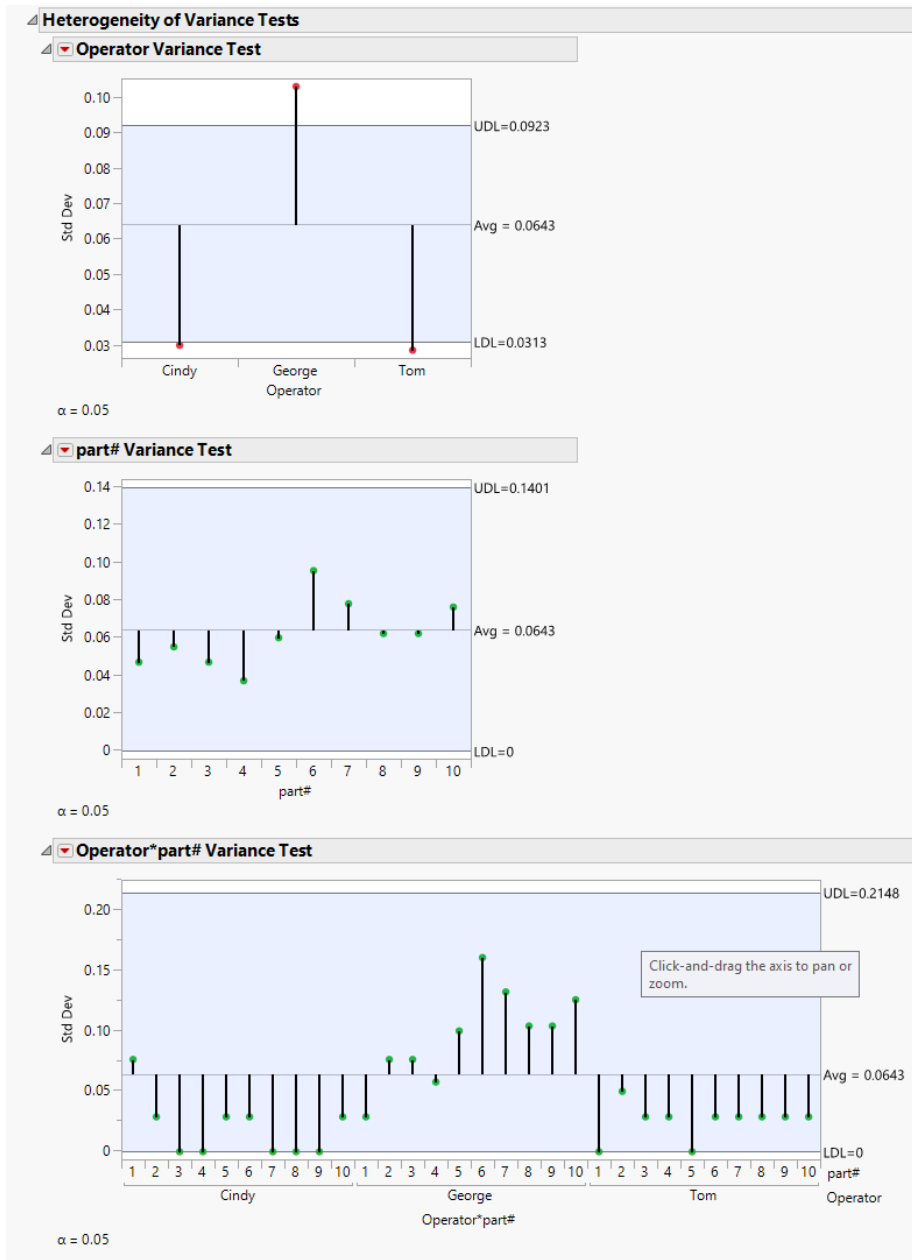 Heterogeneity of Variance Tests
Operator Variance Test
0.10
0.09
0.08
0.07
0.06
0.05
0.04
0.03
Std Dev
UDL=0.0923
Avg = 0.0643
LDL=0.0313
Cindy George Tom
Operator
α = 0.05
part# Variance Test
0.14
0.12
0.10
0.08
0.06
0.04
0.02
0
Std Dev
UDL=0.1401
Avg = 0.0643
LDL=0
1 2 3 4 5 6 7 8 9 10
part#
α = 0.05
Operator*part# Variance Test
0.20
0.15
0.10
0.05
0
Std Dev
UDL=0.2148
Click-and-drag the axis to pan or
zoom.
Avg = 0.0643
LDL=0
1 2 3 4 5 6 7 8 9 10 1 2 3 4 5 6 7 8 9 10 1 2 3 4 5 6 7 8 9 10 part#
Cindy George Tom Operator
Operator*part#
α = 0.05